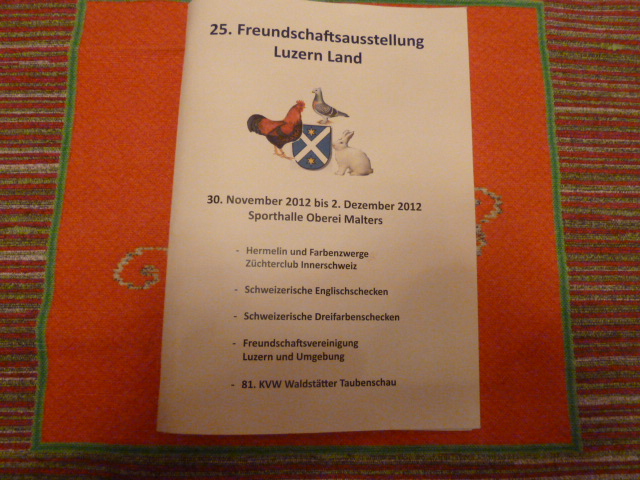 25. Freundschaftsausstellung
Luzern Land
30. November 2012 bis 2. Dezember 2012
Sporthalle Oberei Malters
- Hermelin und Farbenzwerge
Züchterclub Innerschweiz
- Schweizerische Englischschecken
- Schweizerische Dreifarbenschecken
- Freundschaftsvereinigung
Luzern und Umgebung
- 81. KVW Waldstätter Taubenschau